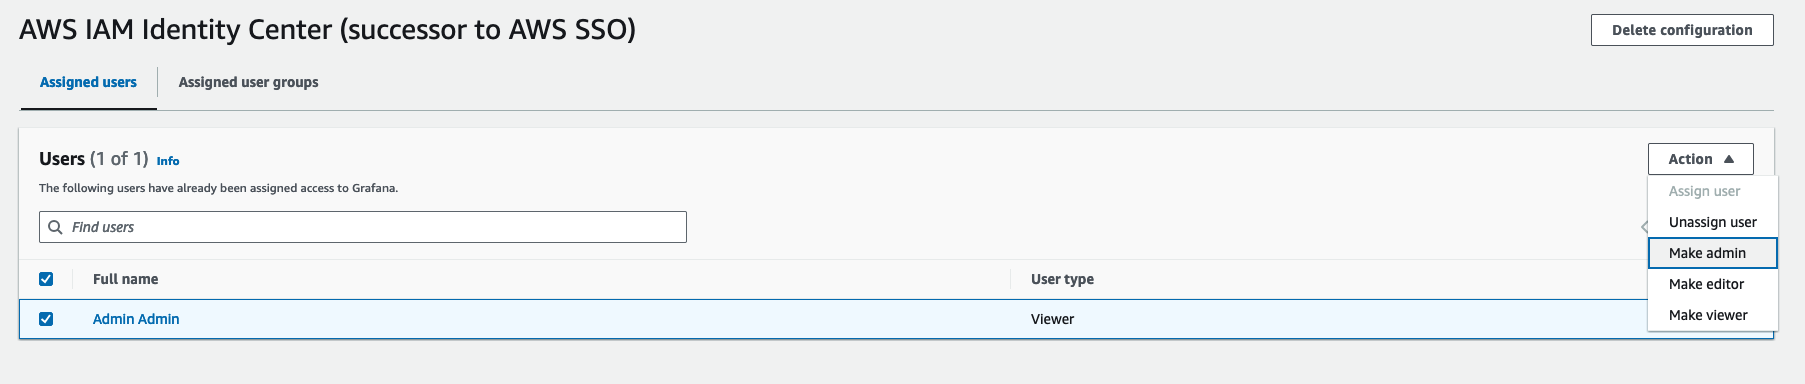 AWS IAM Identity Center (successor to AWS SSO)
Delete configuration
Assigned users
Assigned user groups
Users (1 of 1) Info
Action
The following users have already been assigned access to Grafana.
Assign user
Unassign user
Make admin
Make editor
Make viewer
Find users
Full name
User type
Admin Admin
Viewer